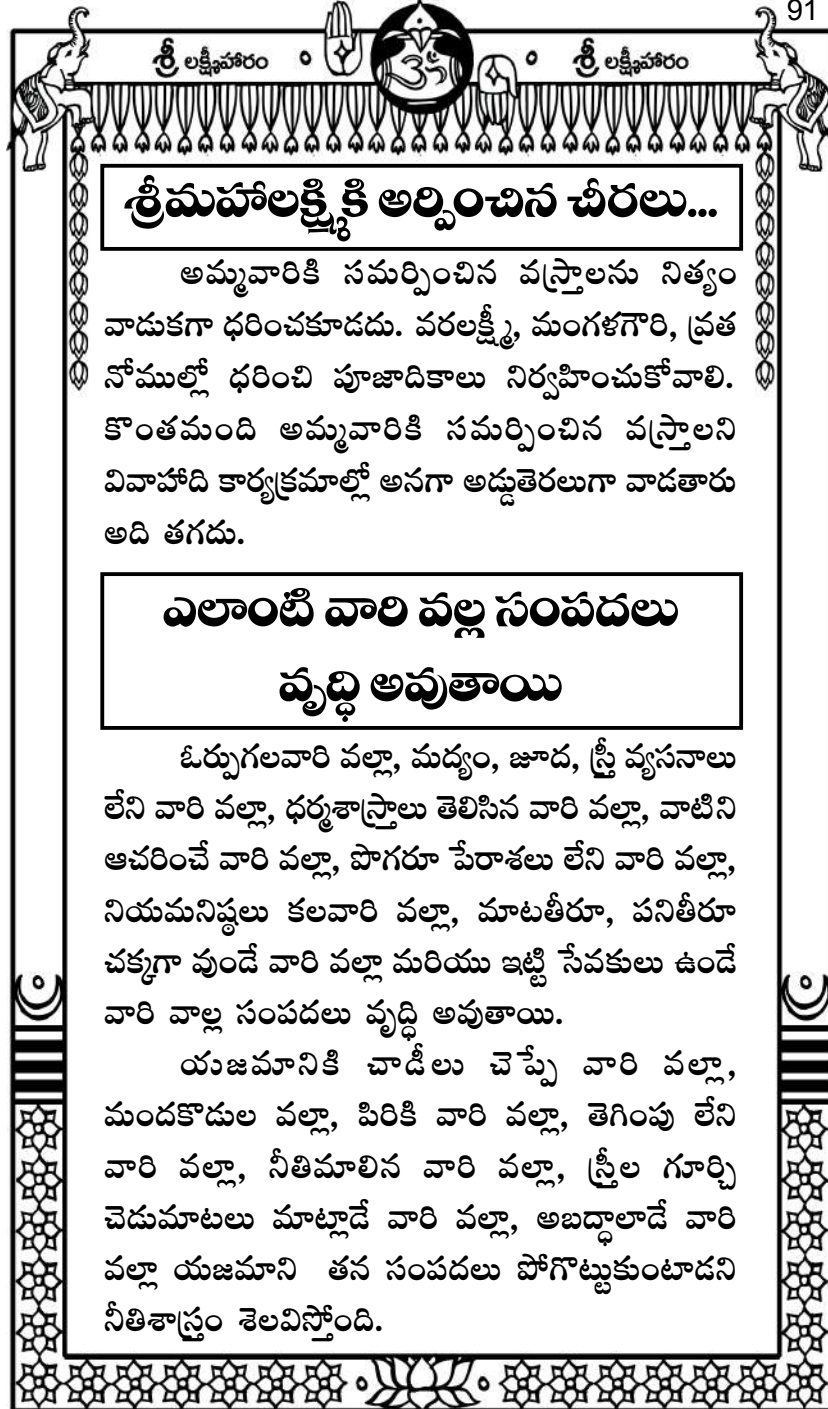 91
శ్రీ లక్ష్మీహారం శ్రీ లక్ష్మీహారం
ఓం
శ్రీమహాలక్ష్మికి అర్పించిన చీరలు...
అమ్మవారికి సమర్పించిన వస్త్రాలను నిత్యం
వాడుకగా ధరించకూడదు. వరలక్ష్మీ, మంగళగౌరి, వ్రత
నోముల్లో ధరించి పూజాదికాలు నిర్వహించుకోవాలి.
కొంతమంది అమ్మవారికి సమర్పించిన వస్త్రాలని
వివాహాది కార్యక్రమాల్లో అనగా అడ్డుతెరలుగా వాడతారు
అది తగదు.
ఎలాంటి వారి వల్ల సంపదలు
వృద్ధి అవుతాయి
ఓర్పుగలవారి వల్లా, మద్యం, జూద, స్త్రీ వ్యసనాలు
లేని వారి వల్లా, ధర్మశాస్త్రాలు తెలిసిన వారి వల్లా, వాటిని
ఆచరించే వారి వల్లా, పొగరూ పేరాశలు లేని వారి వల్లా,
నియమనిష్ఠలు కలవారి వల్లా, మాటతీరూ, పనితీరూ
చక్కగా వుండే వారి వల్లా మరియు ఇట్టి సేవకులు ఉండే
వారి వాల్ల సంపదలు వృద్ధి అవుతాయి.
యజమానికి చాడీలు చెప్పే వారి వల్లా,
మందకొడుల వల్లా, పిరికి వారి వల్లా, తెగింపు లేని
వారి వల్లా, నీతిమాలిన వారి వల్లా, స్త్రీల గూర్చి
చెడుమాటలు మాట్లాడే వారి వల్లా, అబద్ధాలాడే వారి
వల్లా యజమాని తన సంపదలు పోగొట్టుకుంటాడని
నీతిశాస్త్రం శెలవిస్తోంది.